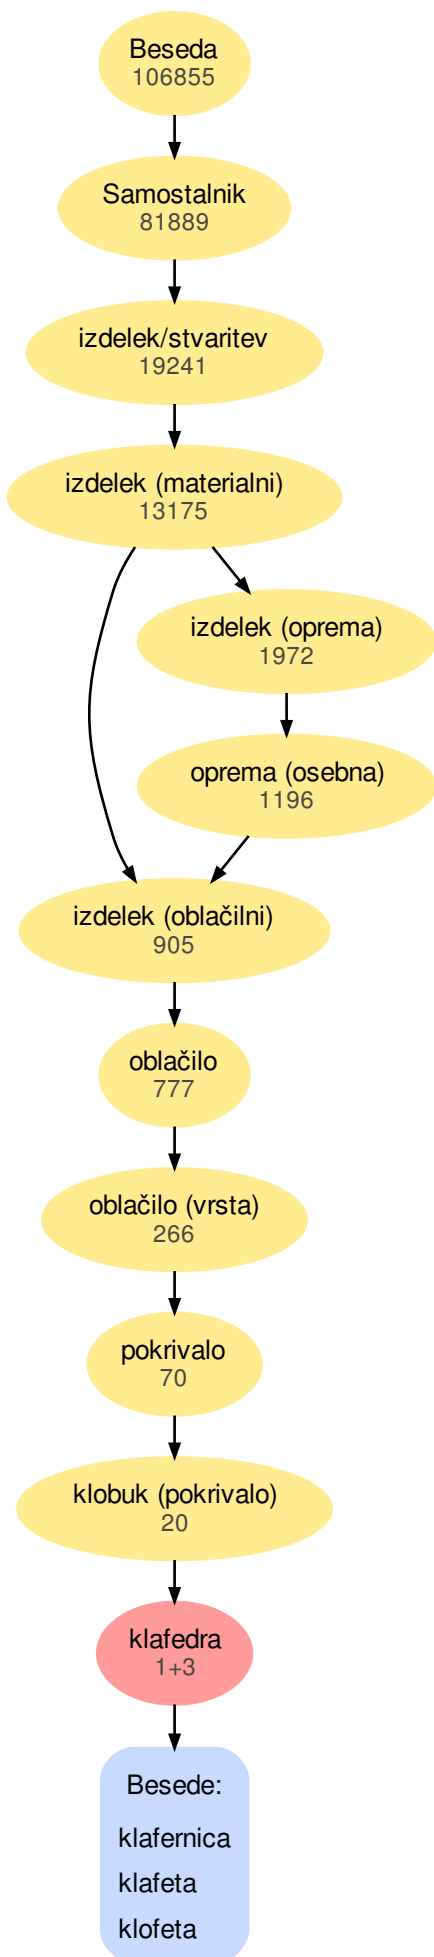 Beseda
106855
Samostalnik
81889
izdelek/stvaritev
19241
izdelek (materialni)
13175
izdelek (oprema)
1972
oprema (osebna)
1196
izdelek (oblačilni)
905
oblačilo
777
oblačilo (vrsta)
266
pokrivalo
70
klobuk (pokrivalo)
20
klafedra
1+3
Besede:
klafernica
klafeta
klofeta